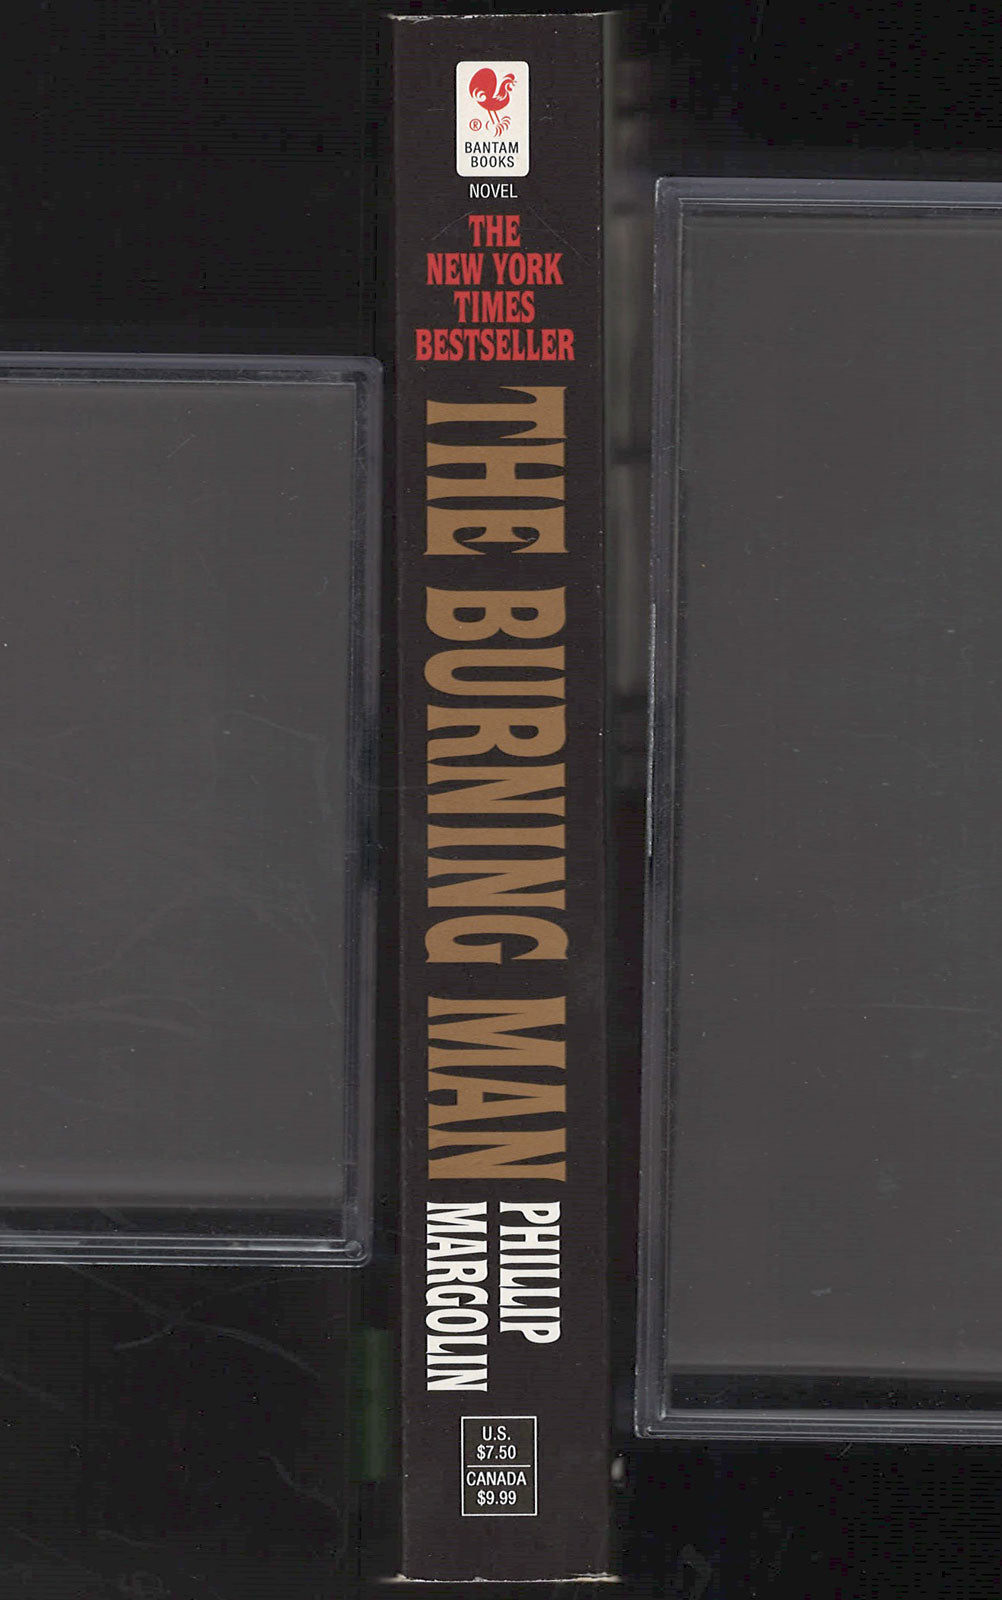 ®
BANTAM
BOOKS
NOVEL
THE
NEW YORK
TIMES
BESTSELLER
THE BURNING MAN
PHILLIP
MARGOLIN
U.S.
$7.50
CANADA
$9.99